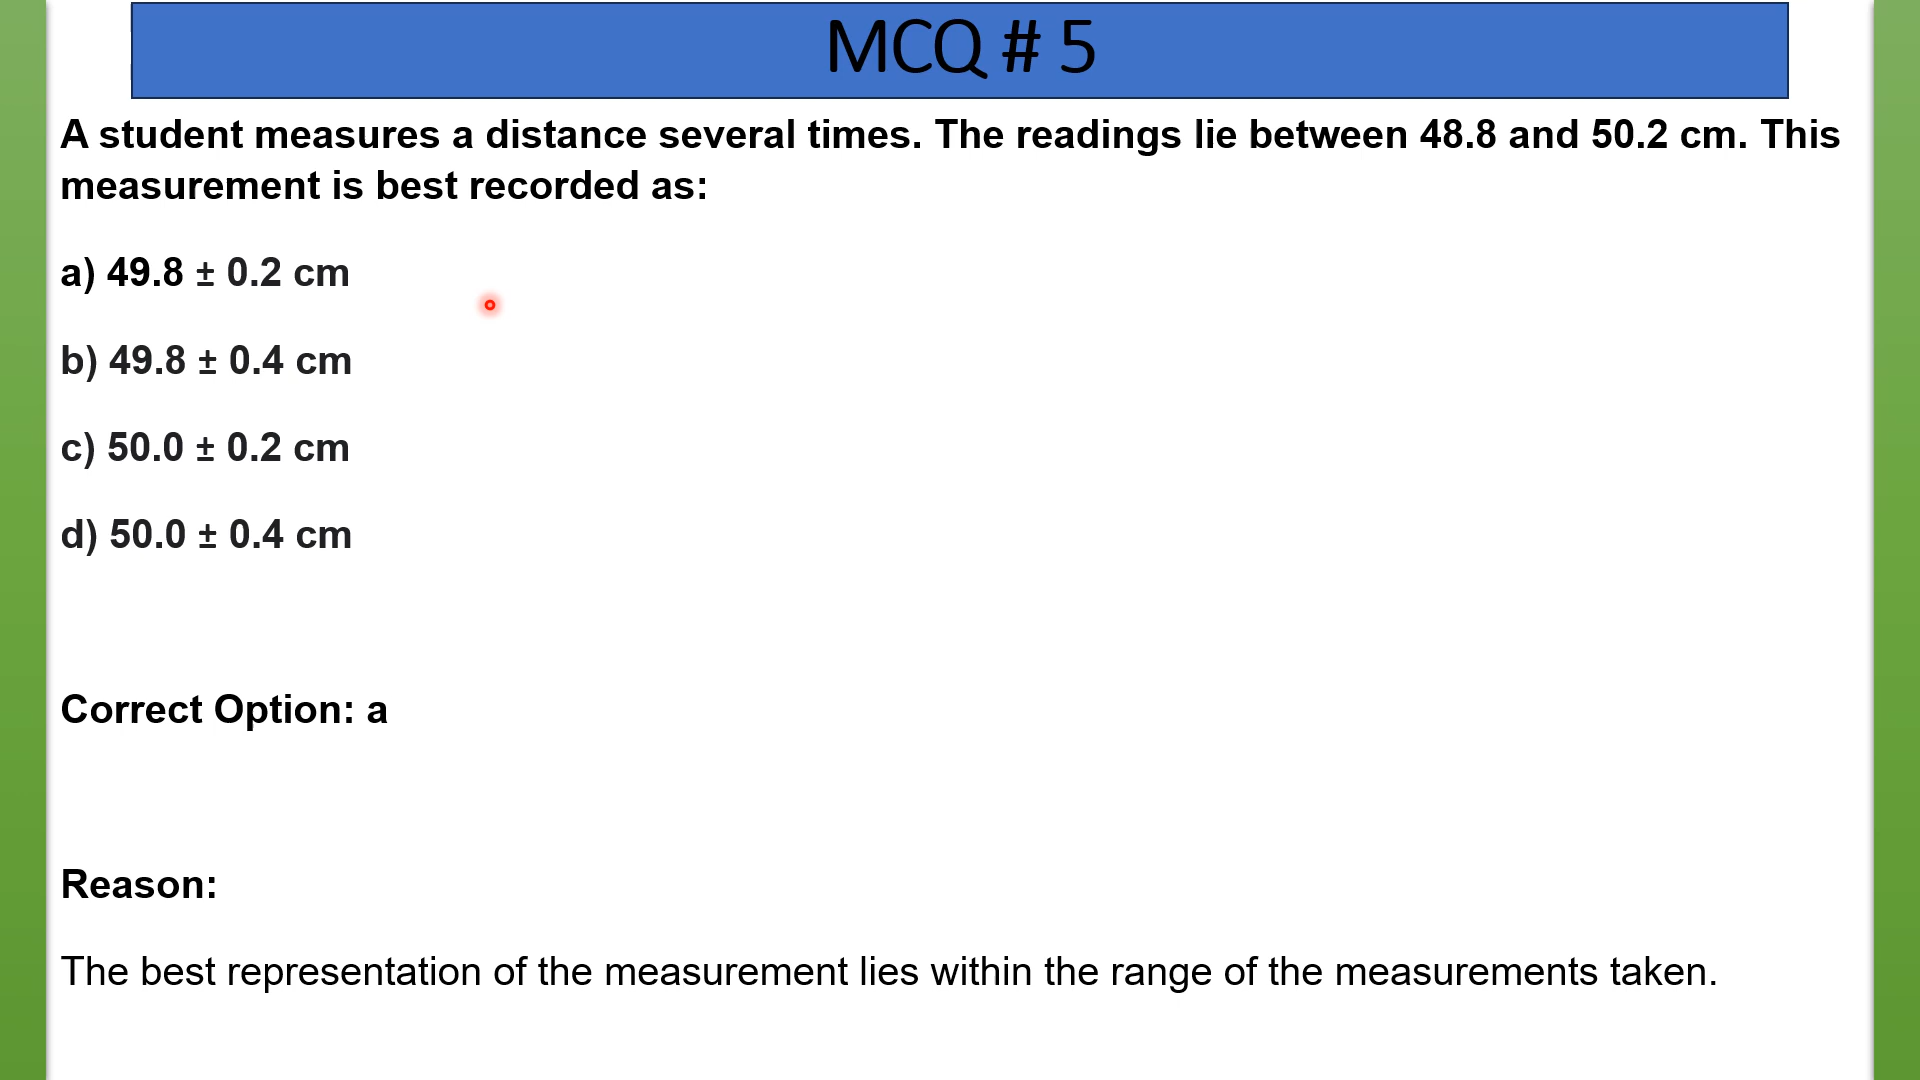 MCQ # 5
A student measures a distance several times. The readings lie between 48.8 and 50.2 cm. This
measurement is best recorded as:
a) 49.8 ± 0.2 cm
b) 49.8 ± 0.4 cm
c) 50.0 ± 0.2 cm
d) 50.0 ± 0.4 cm
Correct Option: a
Reason:
The best representation of the measurement lies within the range of the measurements taken.